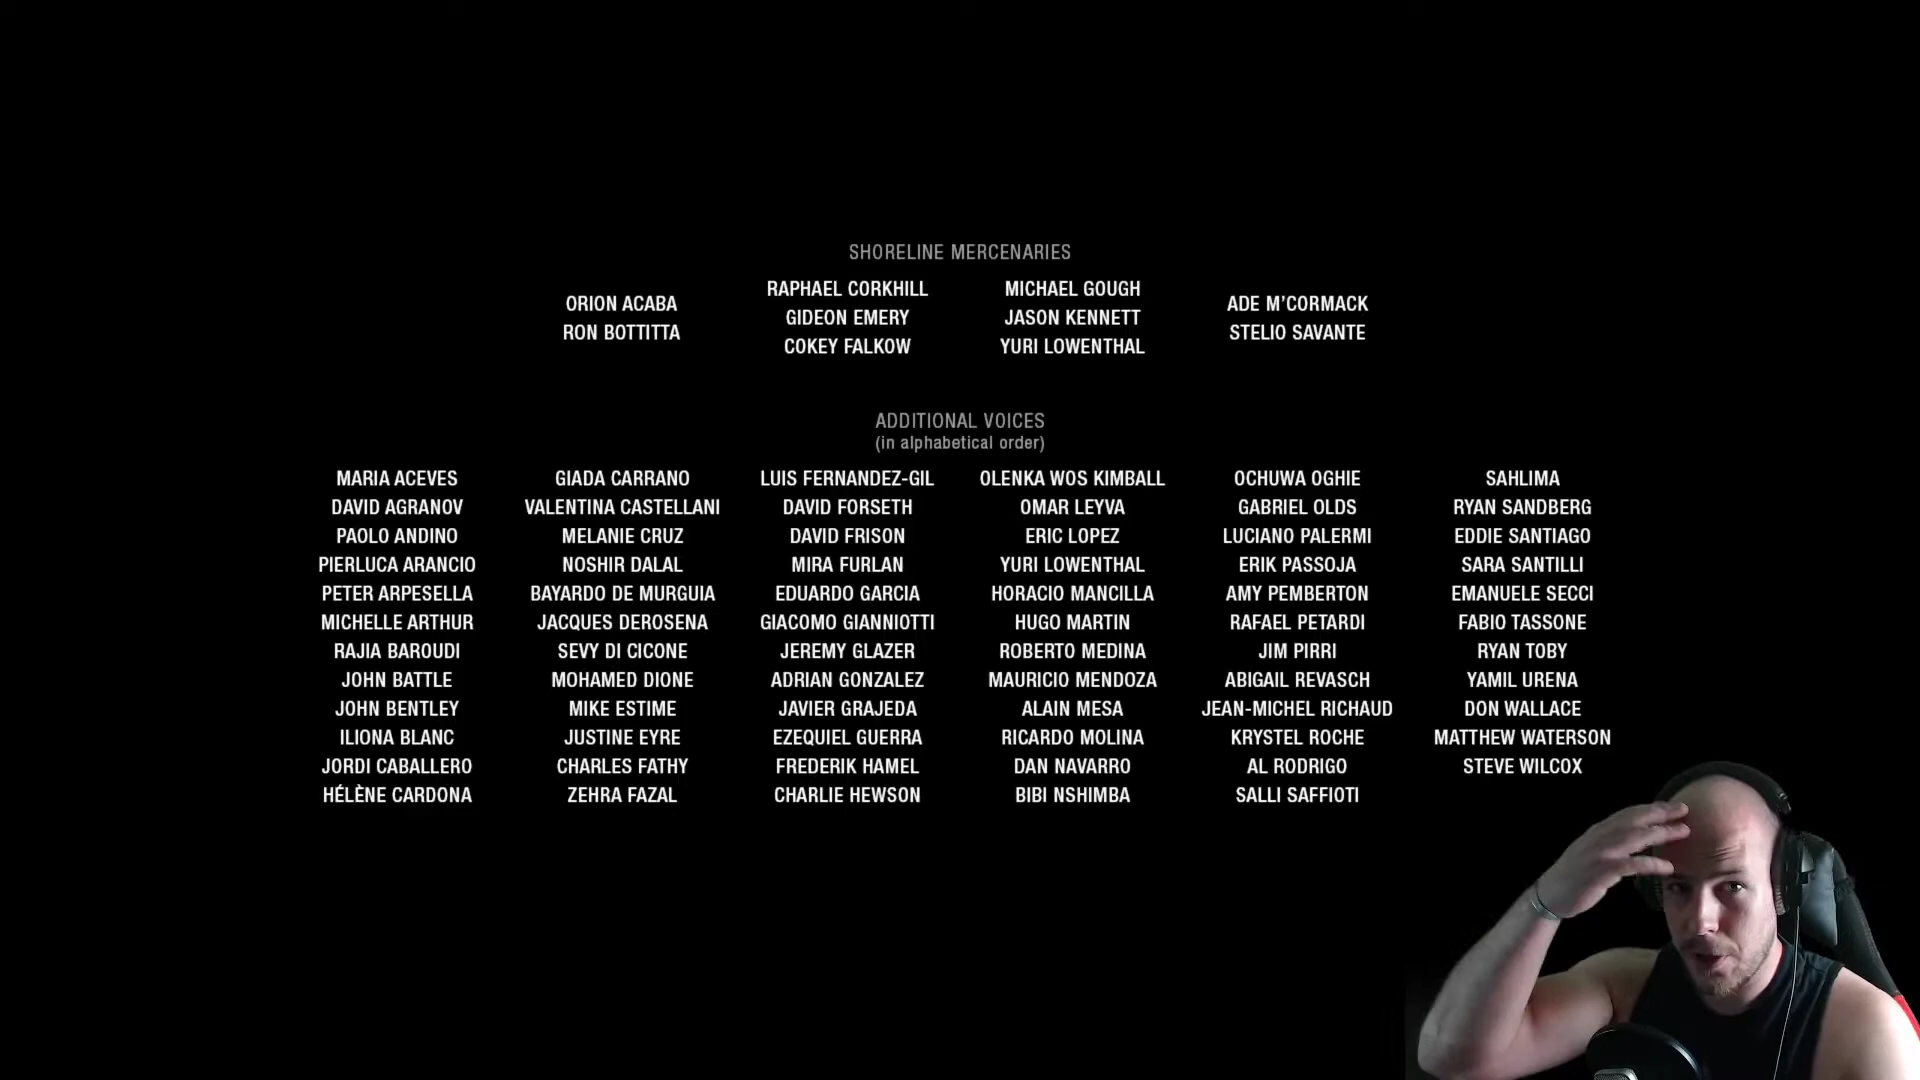 SHORELINE MERCENARIES
ORION ACABA
RON BOTTITTA
RAPHAEL CORKHILL
GIDEON EMERY
COKEY FALKOW
MICHAEL GOUGH
JASON KENNETT
YURI LOWENTHAL
ADE M'CORMACK
STELIO SAVANTE
ADDITIONAL VOICES
(in alphabetical order)
MARIA ACEVES
DAVID AGRANOV
PAOLO ANDINO
PIERLUCA ARANCIO
PETER ARPESELLA
MICHELLE ARTHUR
RAJIA BAROUDI
JOHN BATTLE
JOHN BENTLEY
ILIONA BLANC
JORDI CABALLERO
HÉLÈNE CARDONA
GIADA CARRANO
VALENTINA CASTELLANI
MELANIE CRUZ
NOSHIR DALAL
BAYARDO DE MURGUIA
JACQUES DEROSENA
SEVY DI CICONE
MOHAMED DIONE
MIKE ESTIME
JUSTINE EYRE
CHARLES FATHY
ZEHRA FAZAL
LUIS FERNANDEZ-GIL
DAVID FORSETH
DAVID FRISON
MIRA FURLAN
EDUARDO GARCIA
GIACOMO GIANNIOTTI
JEREMY GLAZER
ADRIAN GONZALEZ
JAVIER GRAJEDA
EZEQUIEL GUERRA
FREDERIK HAMEL
CHARLIE HEWSON
OLENKA WOS KIMBALL
OMAR LEYVA
ERIC LOPEZ
YURI LOWENTHAL
HORACIO MANCILLA
HUGO MARTIN
ROBERTO MEDINA
MAURICIO MENDOZA
ALAIN MESA
RICARDO MOLINA
DAN NAVARRO
BIBI NSHIMBA
OCHUWA OGHIE
GABRIEL OLDS
LUCIANO PALERMI
ERIK PASSOJA
AMY PEMBERTON
RAFAEL PETARDI
JIM PIRRI
ABIGAIL REVASCH
JEAN-MICHEL RICHAUD
KRYSTEL ROCHE
AL RODRIGO
SALLI SAFFIOTI
SAHLIMA
RYAN SANDBERG
EDDIE SANTIAGO
SARA SANTILLI
EMANUELE SECCI
FABIO TASSONE
RYAN TOBY
YAMIL URENA
DON WALLACE
MATTHEW WATERSON
STEVE WILCOX